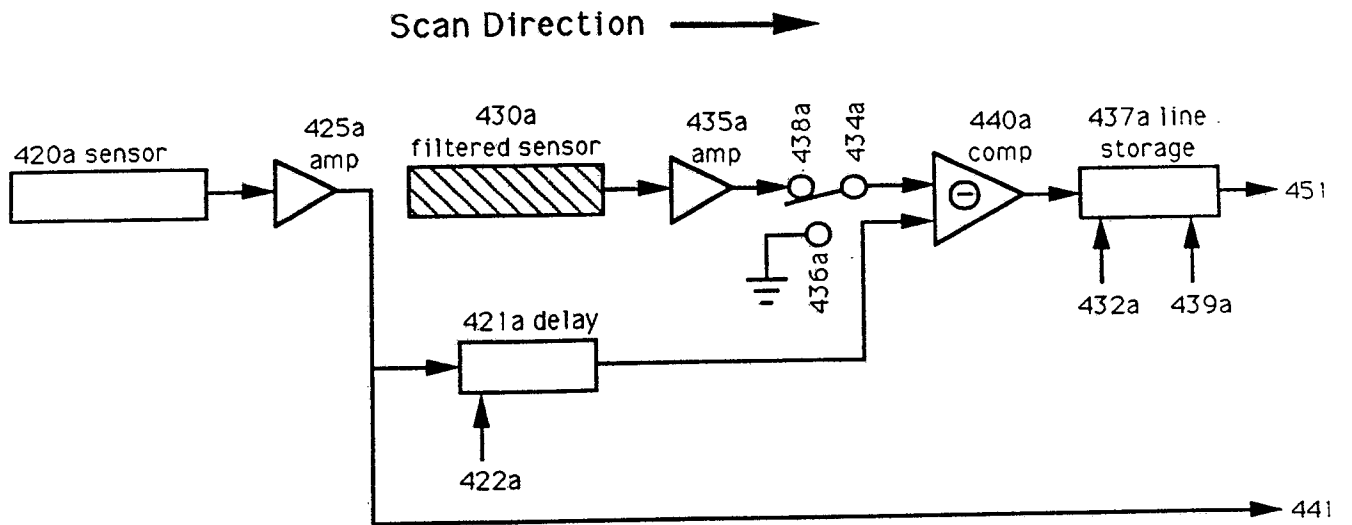 Scan Direction
420a sensor
425a
amp
430a
filtered sensor
435a
amp
438a
434a
436a
440a
comp
437a line
storage
451
432a
439a
421a delay
422a
441